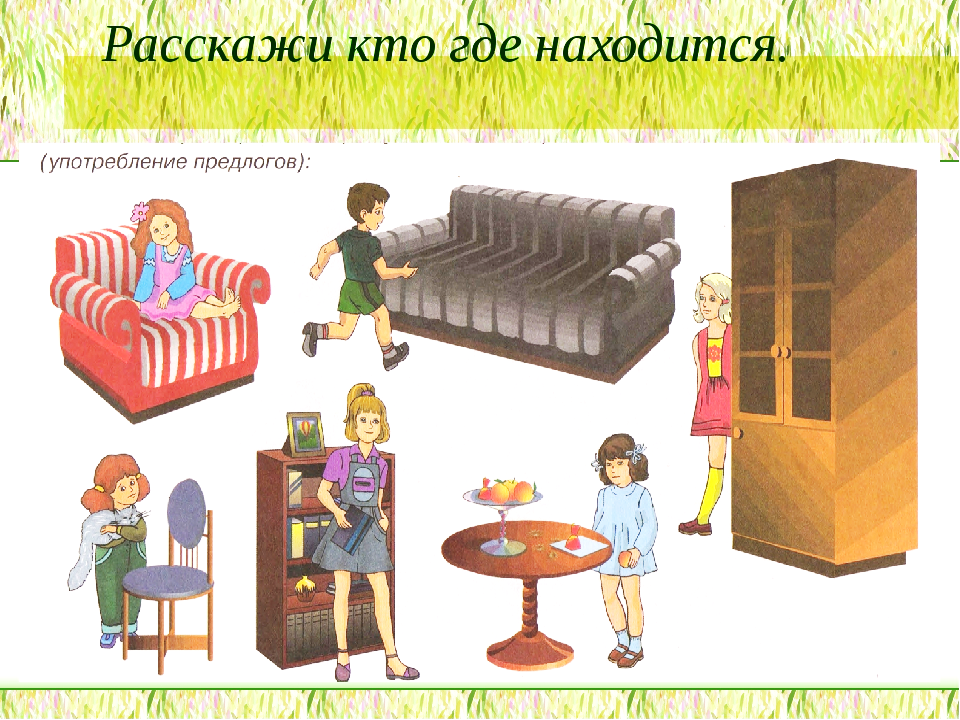 Расскажи кто где находится.
(употребление предлогов):